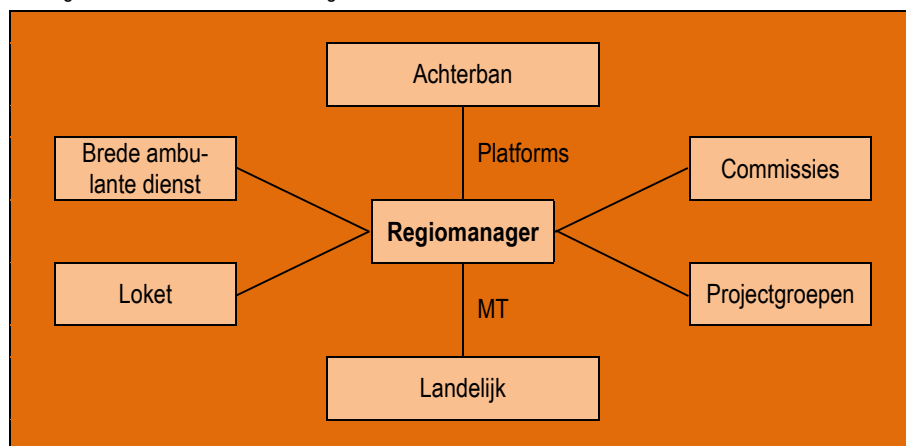 Achterban
Brede ambu-
lante dienst
Platforms
Commissies
Regiomanager
Loket
Projectgroepen
MT
Landelijk